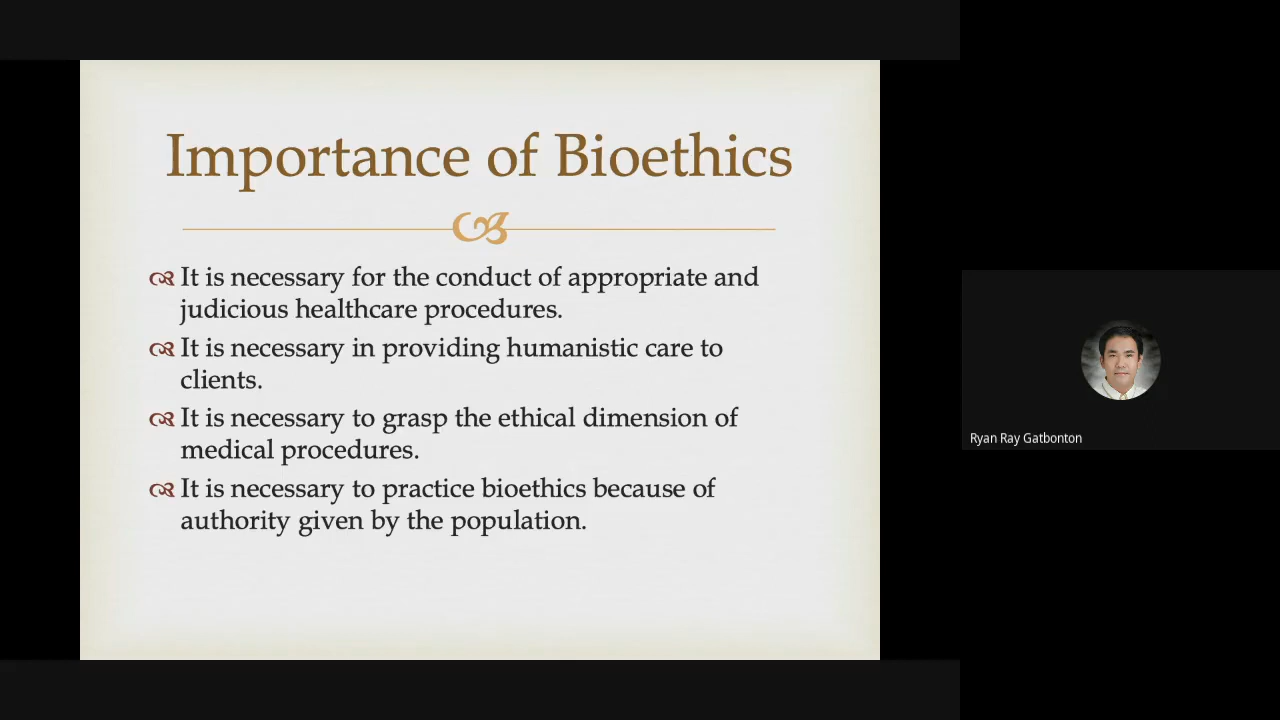 Importance of Bioethics
It is necessary for the conduct of appropriate and
judicious healthcare procedures.
It is necessary in providing humanistic care to
clients.
It is necessary to grasp the ethical dimension of
medical procedures.
It is necessary to practice bioethics because of
authority given by the population.
Ryan Ray Gatbonton